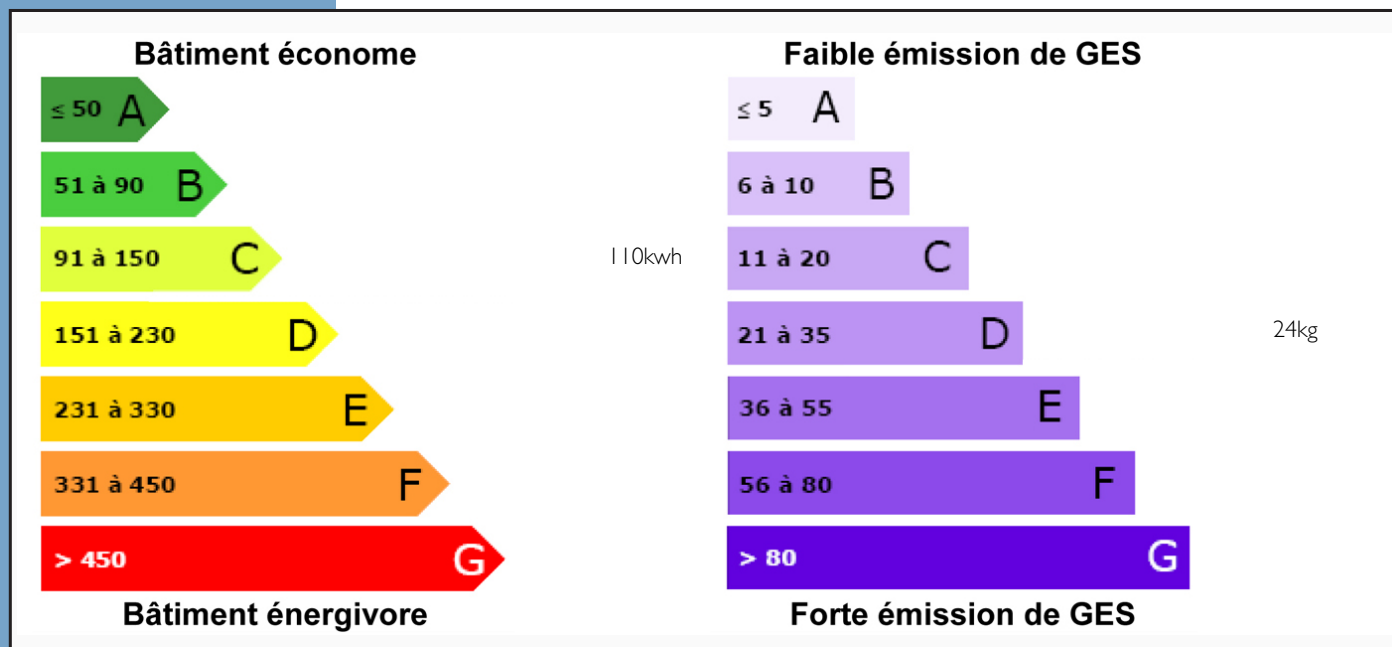 Bâtiment économe
≤ 50 A
51 à 90 B
91 à 150 C
110kwh
151 à 230 D
231 à 330 E
331 à 450 F
> 450 G
Bâtiment énergivore
Faible émission de GES
≤ 5 A
6 à 10 B
11 à 20 C
21 à 35 D
24kg
36 à 55 E
56 à 80 F
> 80 G
Forte émission de GES